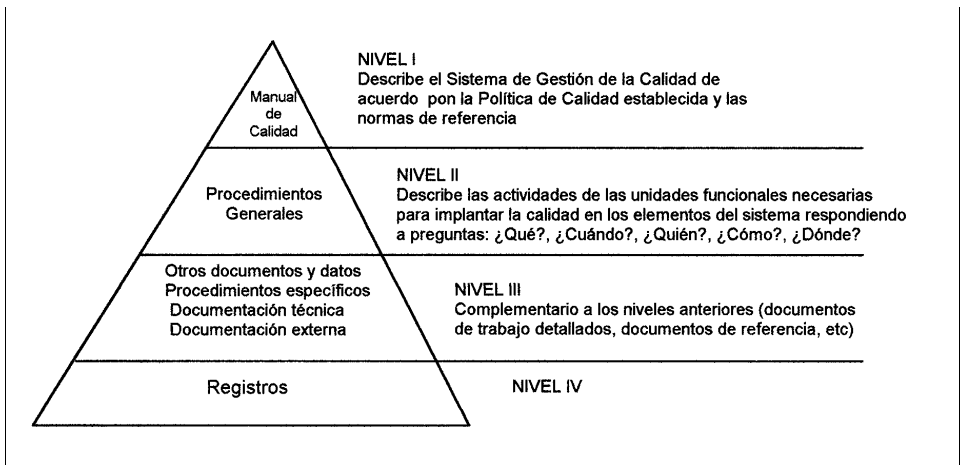 Manual
de
Calidad
NIVEL I
Describe el Sistema de Gestión de la Calidad de
acuerdo pon la Política de Calidad establecida y las
normas de referencia
Procedimientos
Generales
NIVEL II
Describe las actividades de las unidades funcionales necesarias
para implantar la calidad en los elementos del sistema respondiendo
a preguntas: ¿Qué?, ¿Cuándo?, ¿Quién?, ¿Cómo?, ¿Dónde?
Otros documentos y datos
Procedimientos específicos
Documentación técnica
Documentación externa
NIVEL III
Complementario a los niveles anteriores (documentos
de trabajo detallados, documentos de referencia, etc)
Registros
NIVEL IV